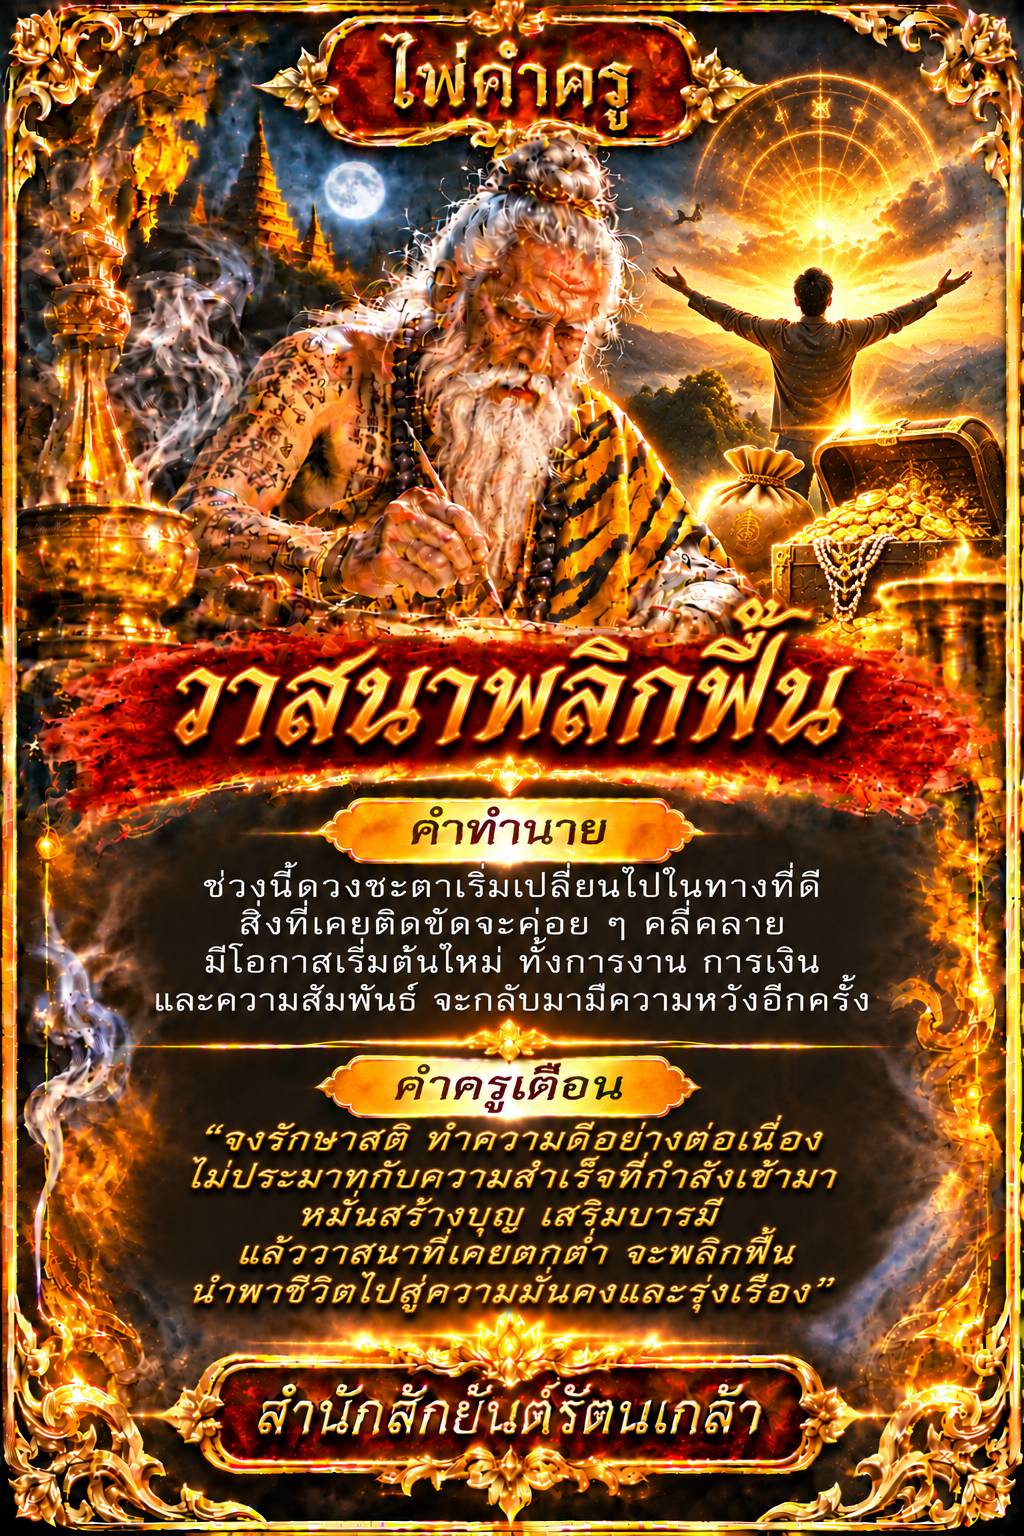 ไพ่คำครู
วาสนาพลิกฟื้น
คำทำนาย
ช่วงนี้ดวงชะตาเริ่มเปลี่ยนไปในทางที่ดี
สิ่งที่เคยติดขัดจะค่อย ๆ คลี่คลาย
มีโอกาสเริ่มต้นใหม่ ทั้งการงาน การเงิน
และความสัมพันธ์ จะกลับมามีความหวังอีกครั้ง
คำครูเตือน
“จงรักษาสติ ทำความดีอย่างต่อเนื่อง
ไม่ประมาทกับความสำเร็จที่กำลังเข้ามา
หมั่นสร้างบุญ เสริมบารมี
แล้ววาสนาที่เคยตกต่ำ จะพลิกฟื้น
นำพาชีวิตไปสู่ความมั่นคงและรุ่งเรือง”
สำนักสักยันต์รัตนเกล้า